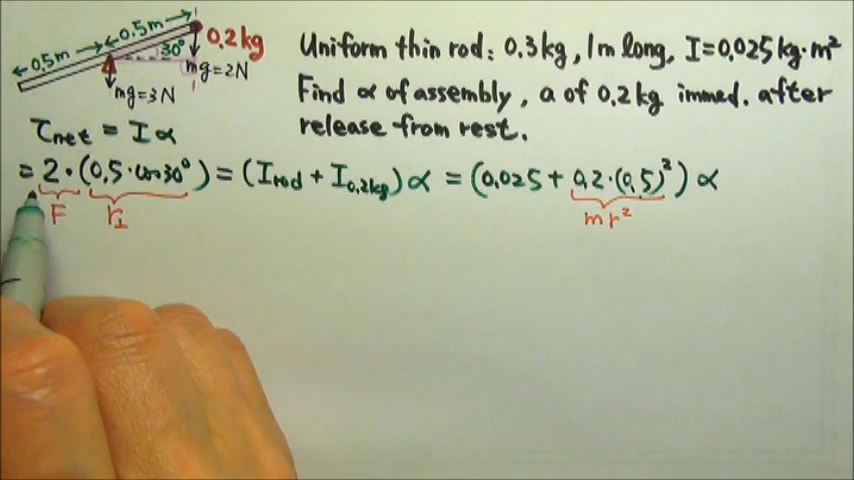 0.5m
0.5m
0.2kg
30°
mg=2N
mg=3N
Uniform thin rod: 0.3kg, 1m long, I=0.025kg·m²
Find α of assembly, a of 0.2kg immed. after
release from rest.
τnet = Iα
= 2·(0.5·cos30°) = (Irod + I0.2kg)α = (0.025 + 0.2·(0.5)²)α
F r⊥ mr²